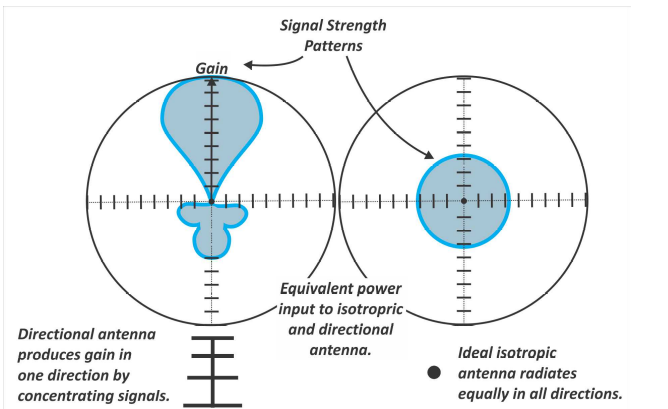 Signal Strength
Patterns
Gain
Equivalent power
input to isotropric
and directional
antenna.
Directional antenna
produces gain in
one direction by
concentrating signals.
Ideal isotropic
antenna radiates
equally in all directions.